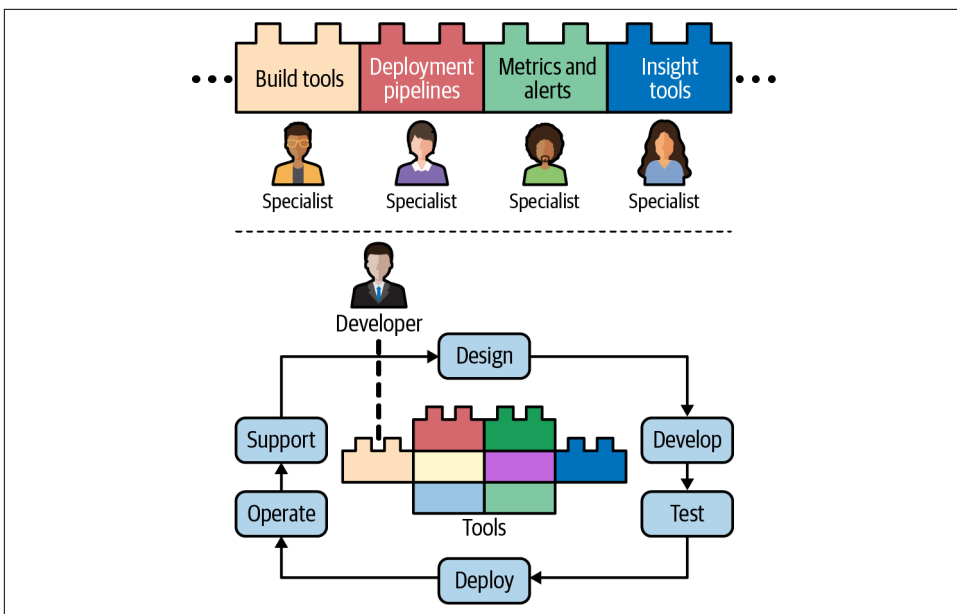 Build tools
Deployment
pipelines
Metrics and
alerts
Insight
tools
Specialist
Specialist
Specialist
Specialist
Developer
Design
Support
Develop
Operate
Test
Tools
Deploy